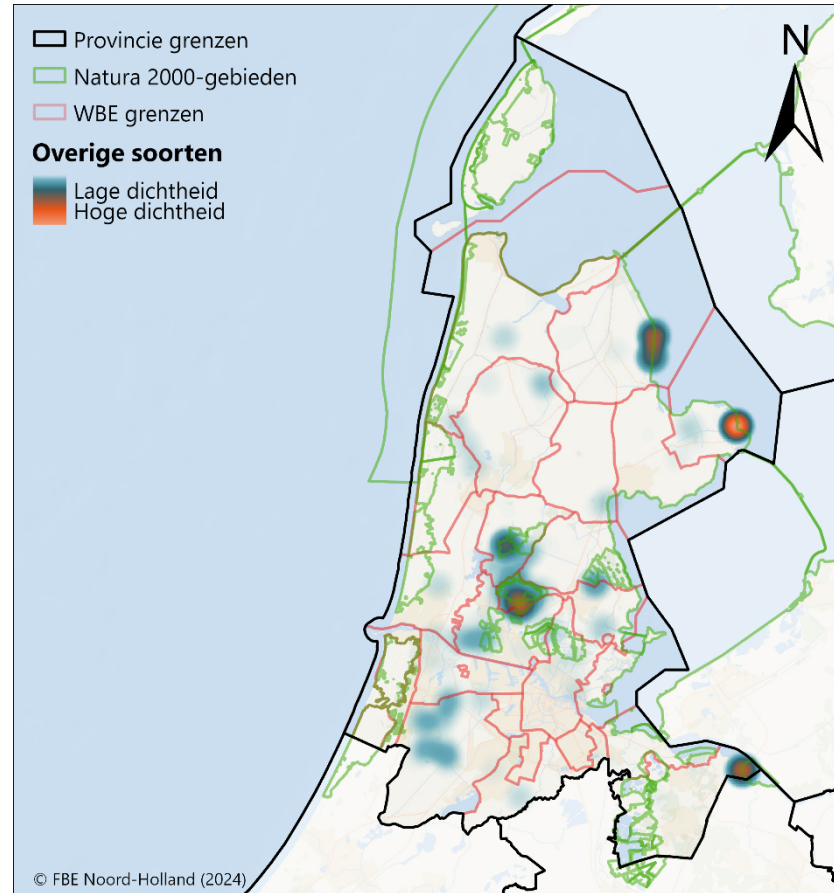 Provincie grenzen
Natura 2000-gebieden
WBE grenzen
Overige soorten
Lage dichtheid
Hoge dichtheid
N
© FBE Noord-Holland (2024)